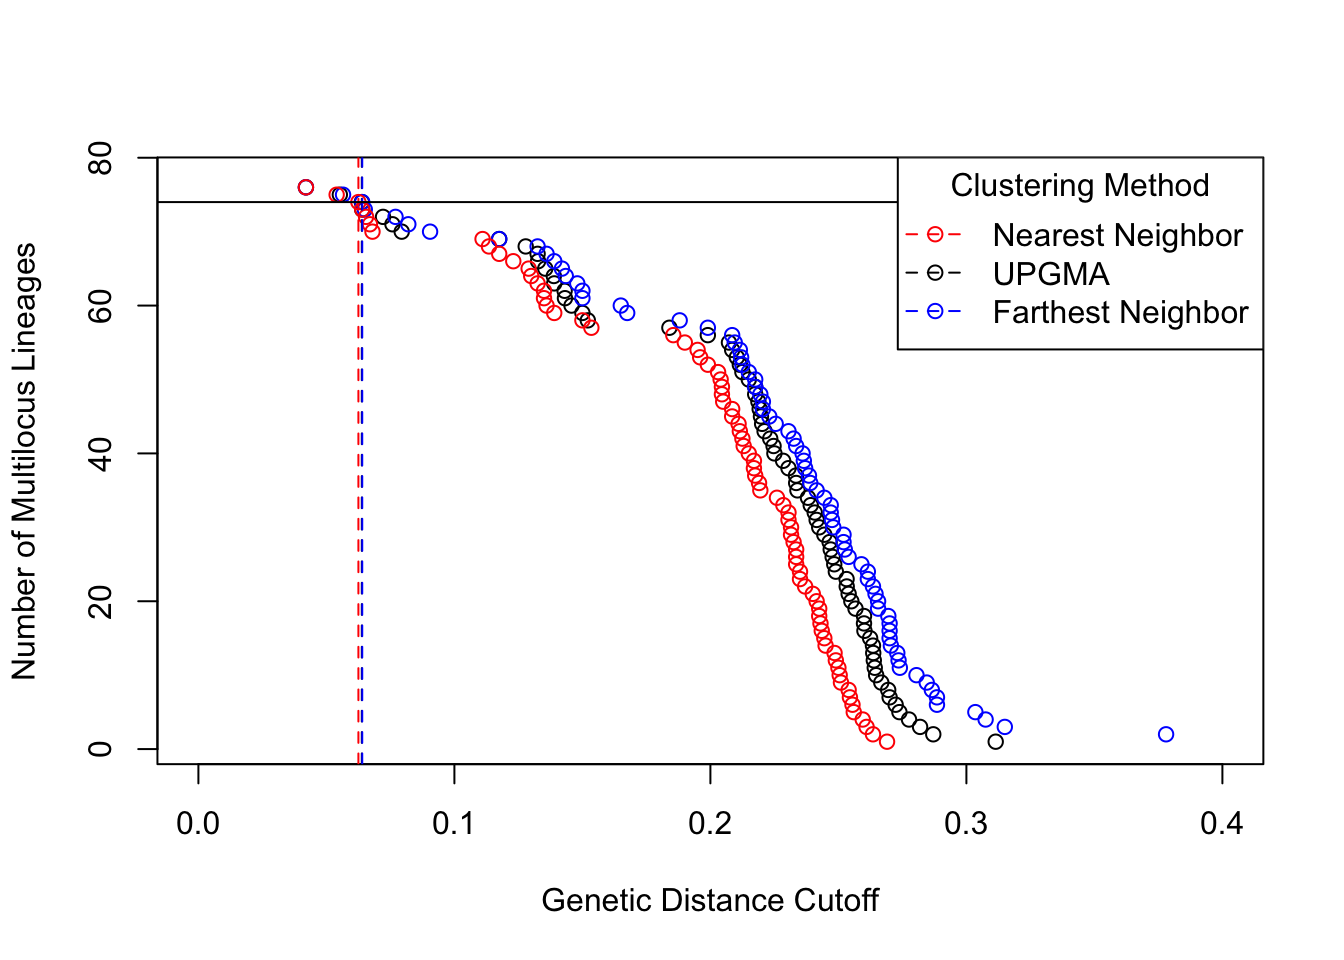 80
60
40
20
0
Number of Multilocus Lineages
Clustering Method
Nearest Neighbor
UPGMA
Farthest Neighbor
0.0 0.1 0.2 0.3 0.4
Genetic Distance Cutoff